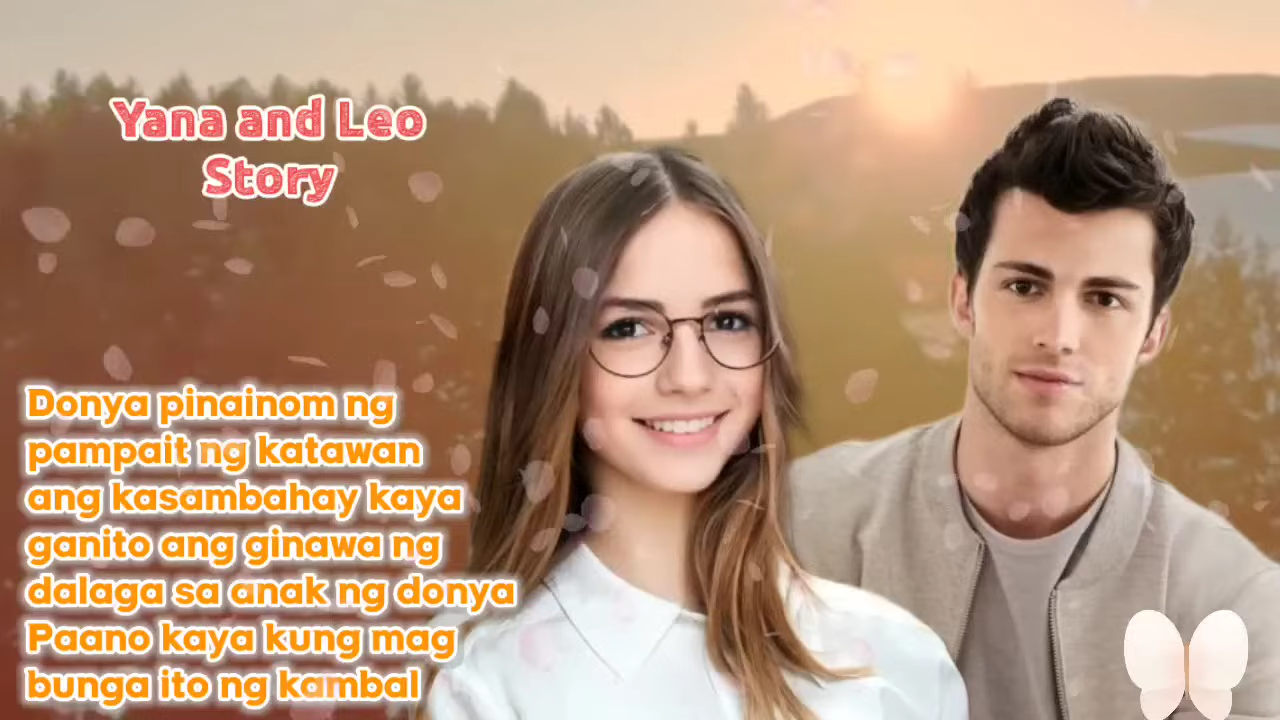 Yana and Leo
Story
Donya pinainom ng
pampait ng katawan
ang kasambahay kaya
ganito ang ginawa ng
dalaga sa anak ng donya
Paano kaya kung mag
bunga ito ng kambal